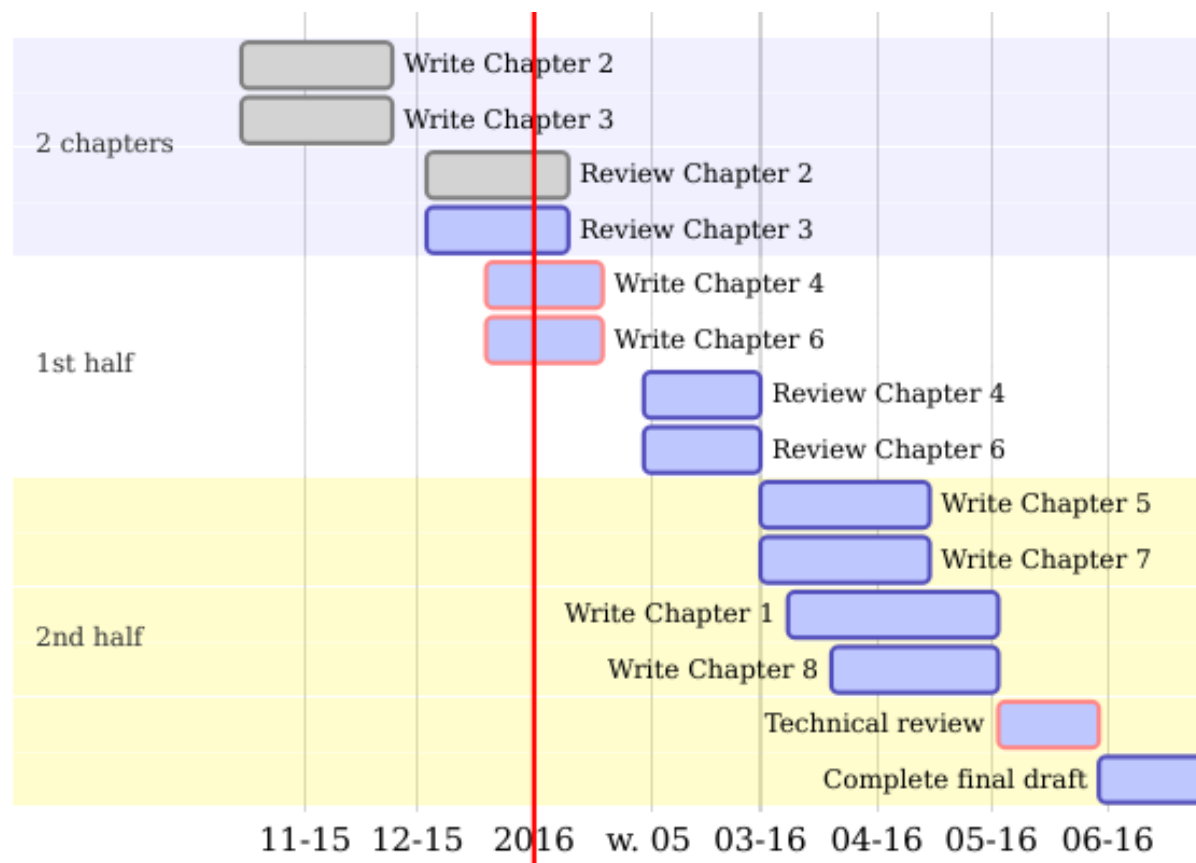 Write Chapter 2
Write Chapter 3
2 chapters
Review Chapter 2
Review Chapter 3
Write Chapter 4
Write Chapter 6
1st half
Review Chapter 4
Review Chapter 6
Write Chapter 5
Write Chapter 7
Write Chapter 1
2nd half
Write Chapter 8
Technical review
Complete final draft
11-15 12-15 2016 w. 05 03-16 04-16 05-16 06-16